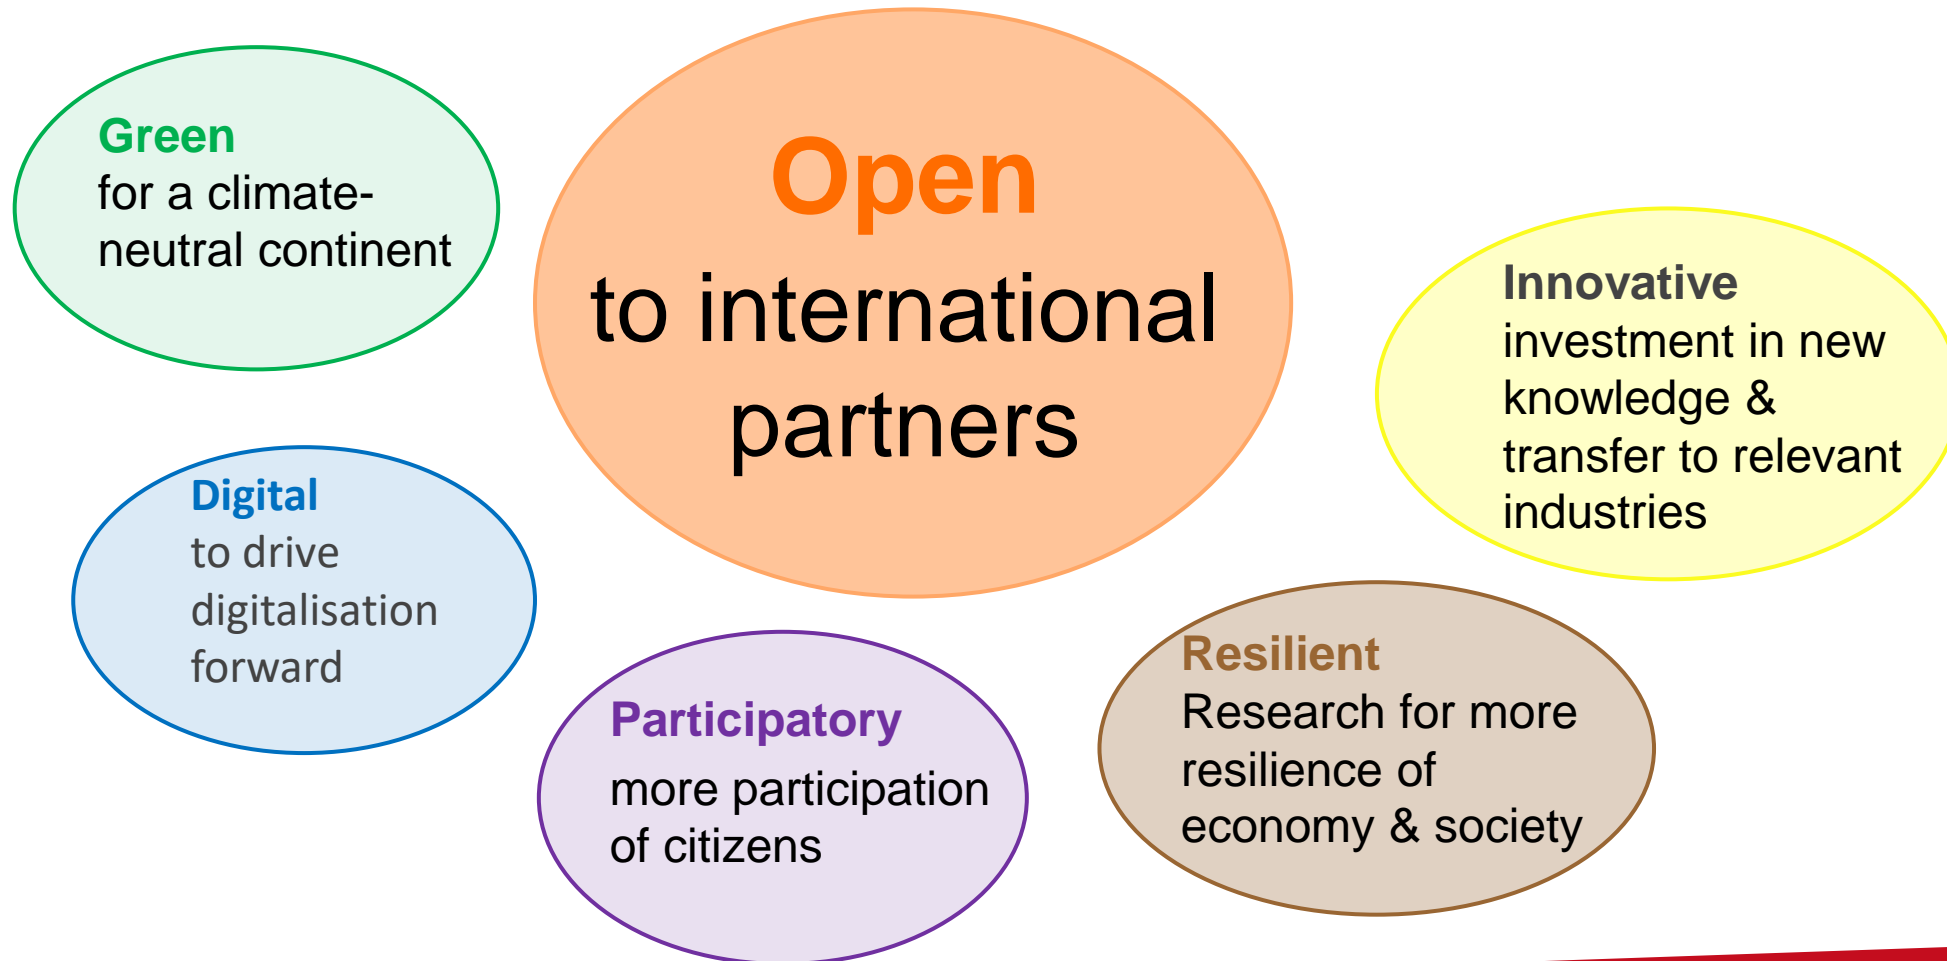 Green
for a climate-
neutral continent
Open
to international
partners
Innovative
investment in new
knowledge &
transfer to relevant
industries
Digital
to drive
digitalisation
forward
Participatory
more participation
of citizens
Resilient
Research for more
resilience of
economy & society